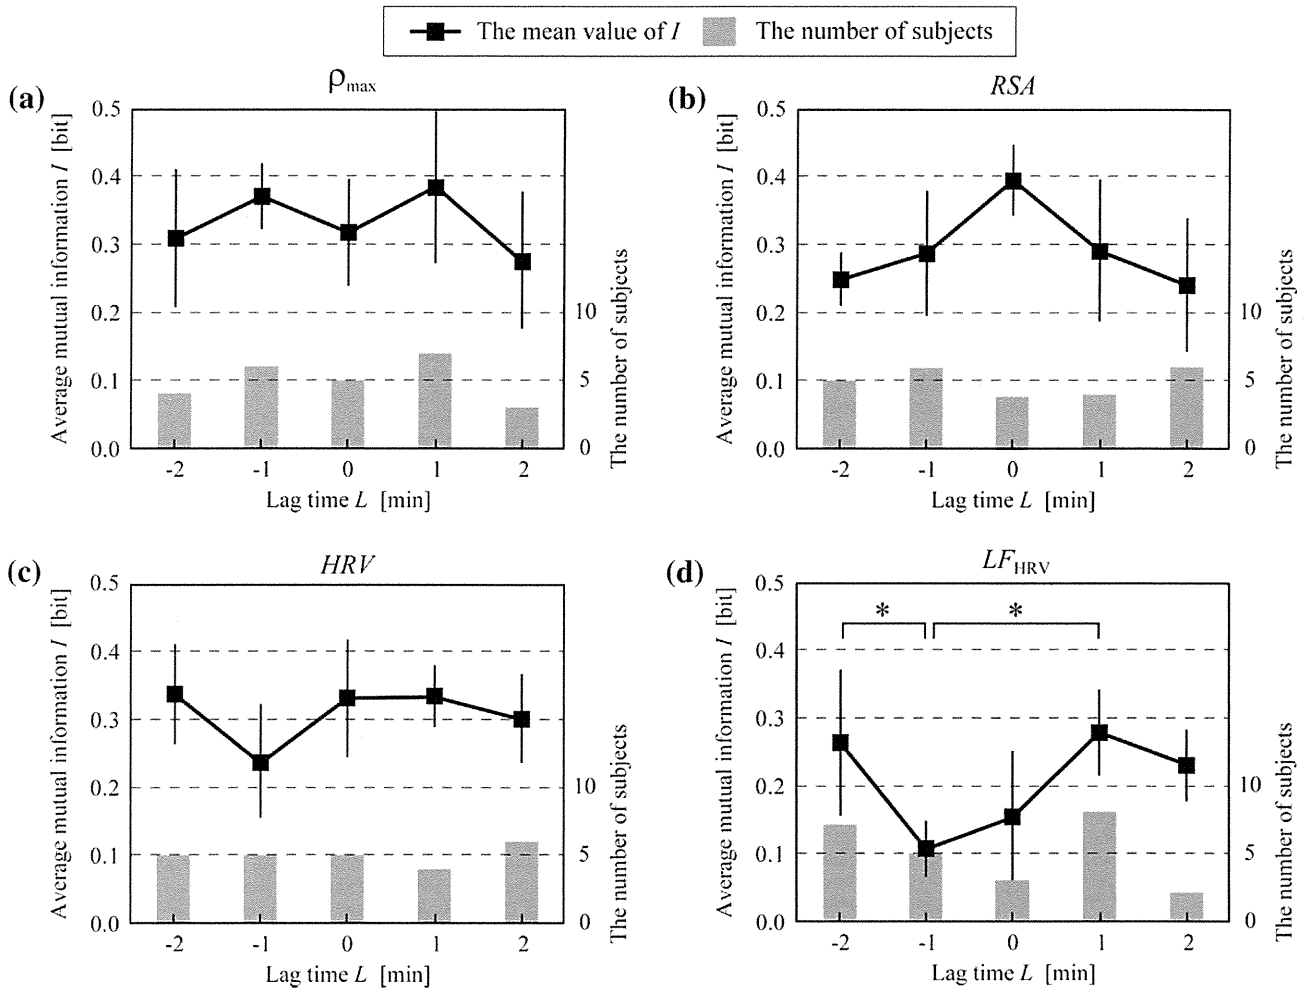 The mean value of I The number of subjects
(a) ρmax
Average mutual information I [bit]
0.5
0.4
0.3
0.2
0.1
0.0
10
5
0
The number of subjects
-2 -1 0 1 2
Lag time L [min]
(b) RSA
Average mutual information I [bit]
0.5
0.4
0.3
0.2
0.1
0.0
10
5
0
The number of subjects
-2 -1 0 1 2
Lag time L [min]
(c) HRV
Average mutual information I [bit]
0.5
0.4
0.3
0.2
0.1
0.0
10
5
0
The number of subjects
-2 -1 0 1 2
Lag time L [min]
(d) LFHRV
* *
Average mutual information I [bit]
0.5
0.4
0.3
0.2
0.1
0.0
10
5
0
The number of subjects
-2 -1 0 1 2
Lag time L [min]